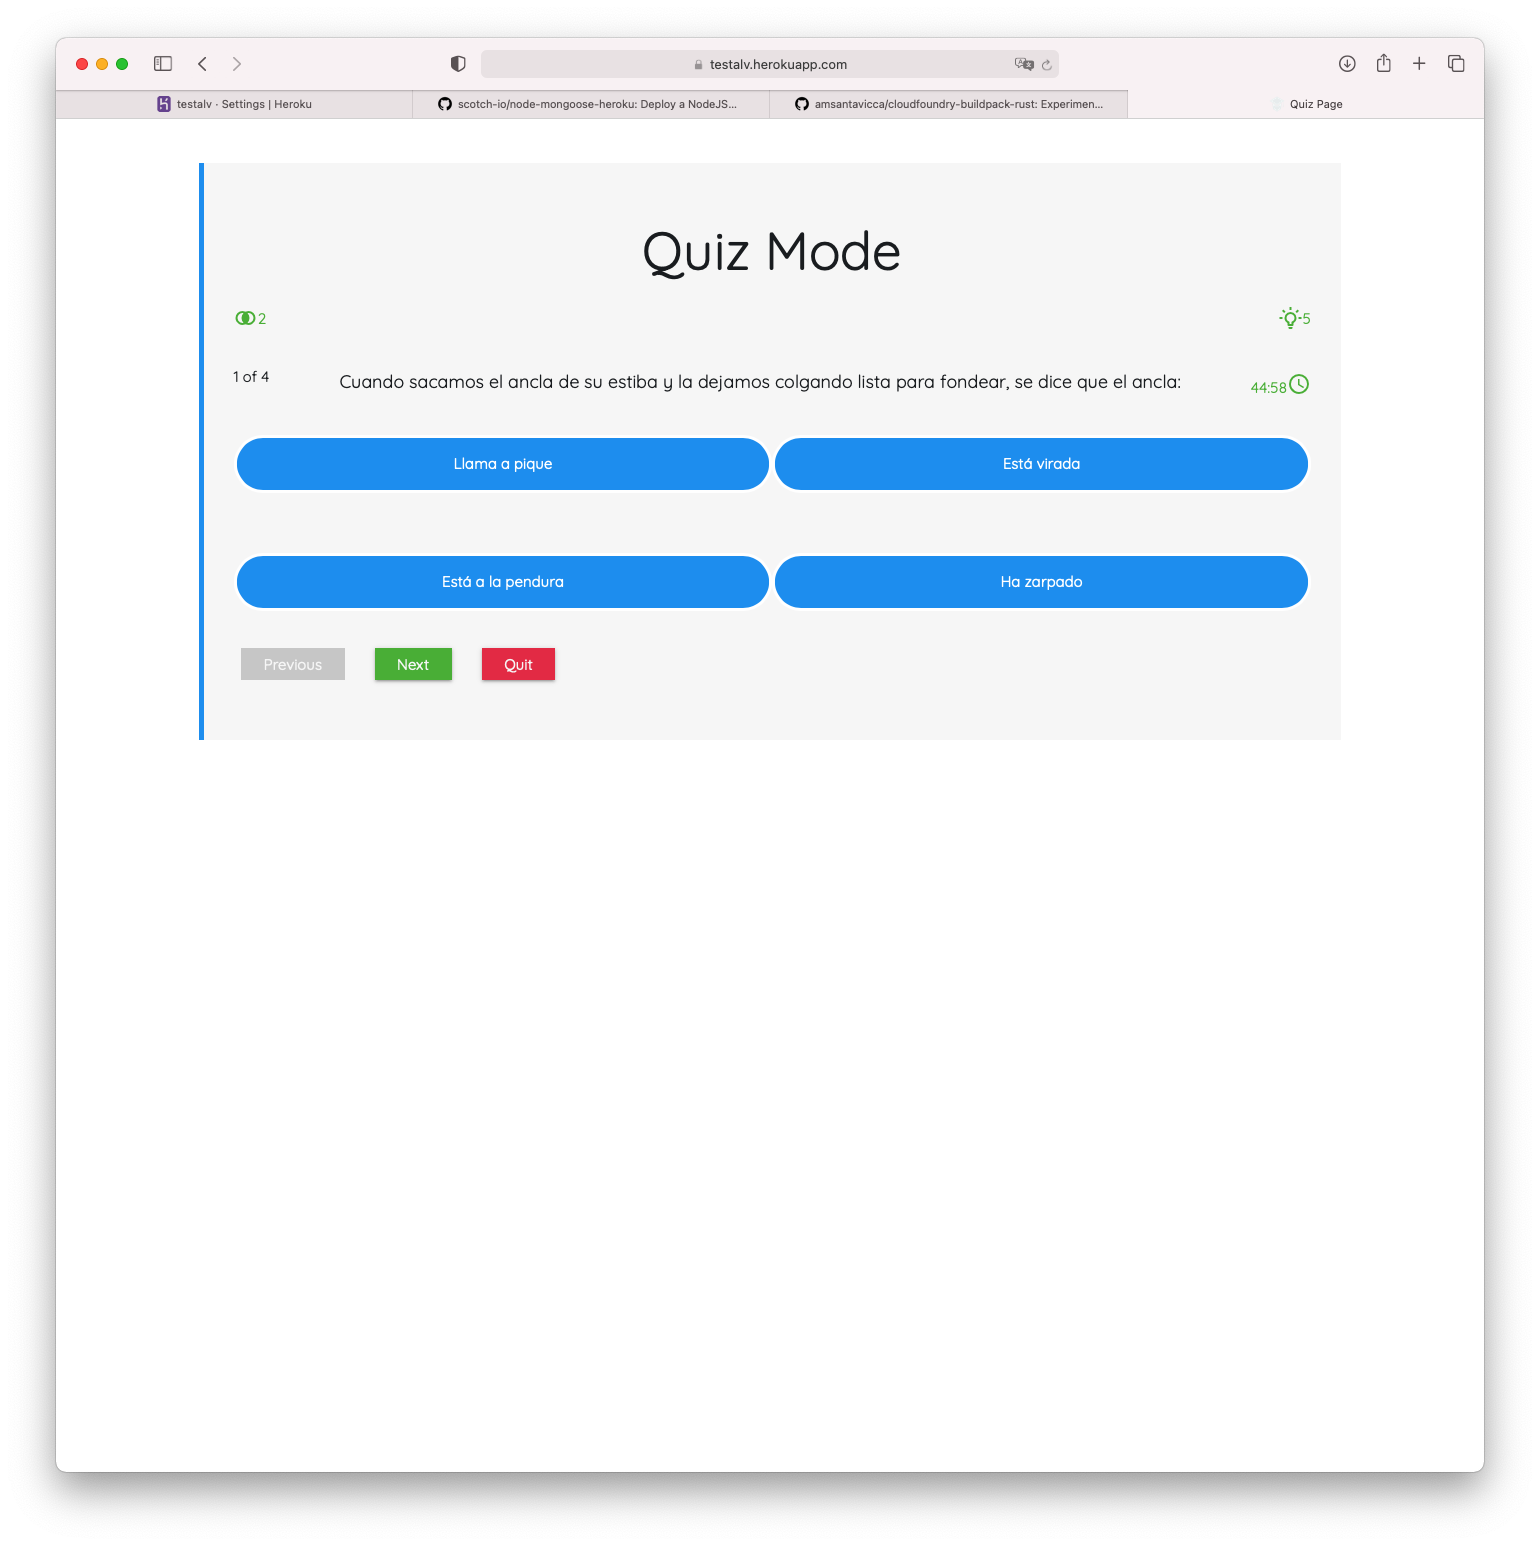 testalv.herokuapp.com
testalv · Settings | Heroku
scotch-io/node-mongoose-heroku: Deploy a NodeJS...
amsantavicca/cloudfoundry-buildpack-rust: Experimen...
Quiz Page
Quiz Mode
2
5
1 of 4
Cuando sacamos el ancla de su estiba y la dejamos colgando lista para fondear, se dice que el ancla:
44:58
Llama a pique
Está virada
Está a la pendura
Ha zarpado
Previous
Next
Quit